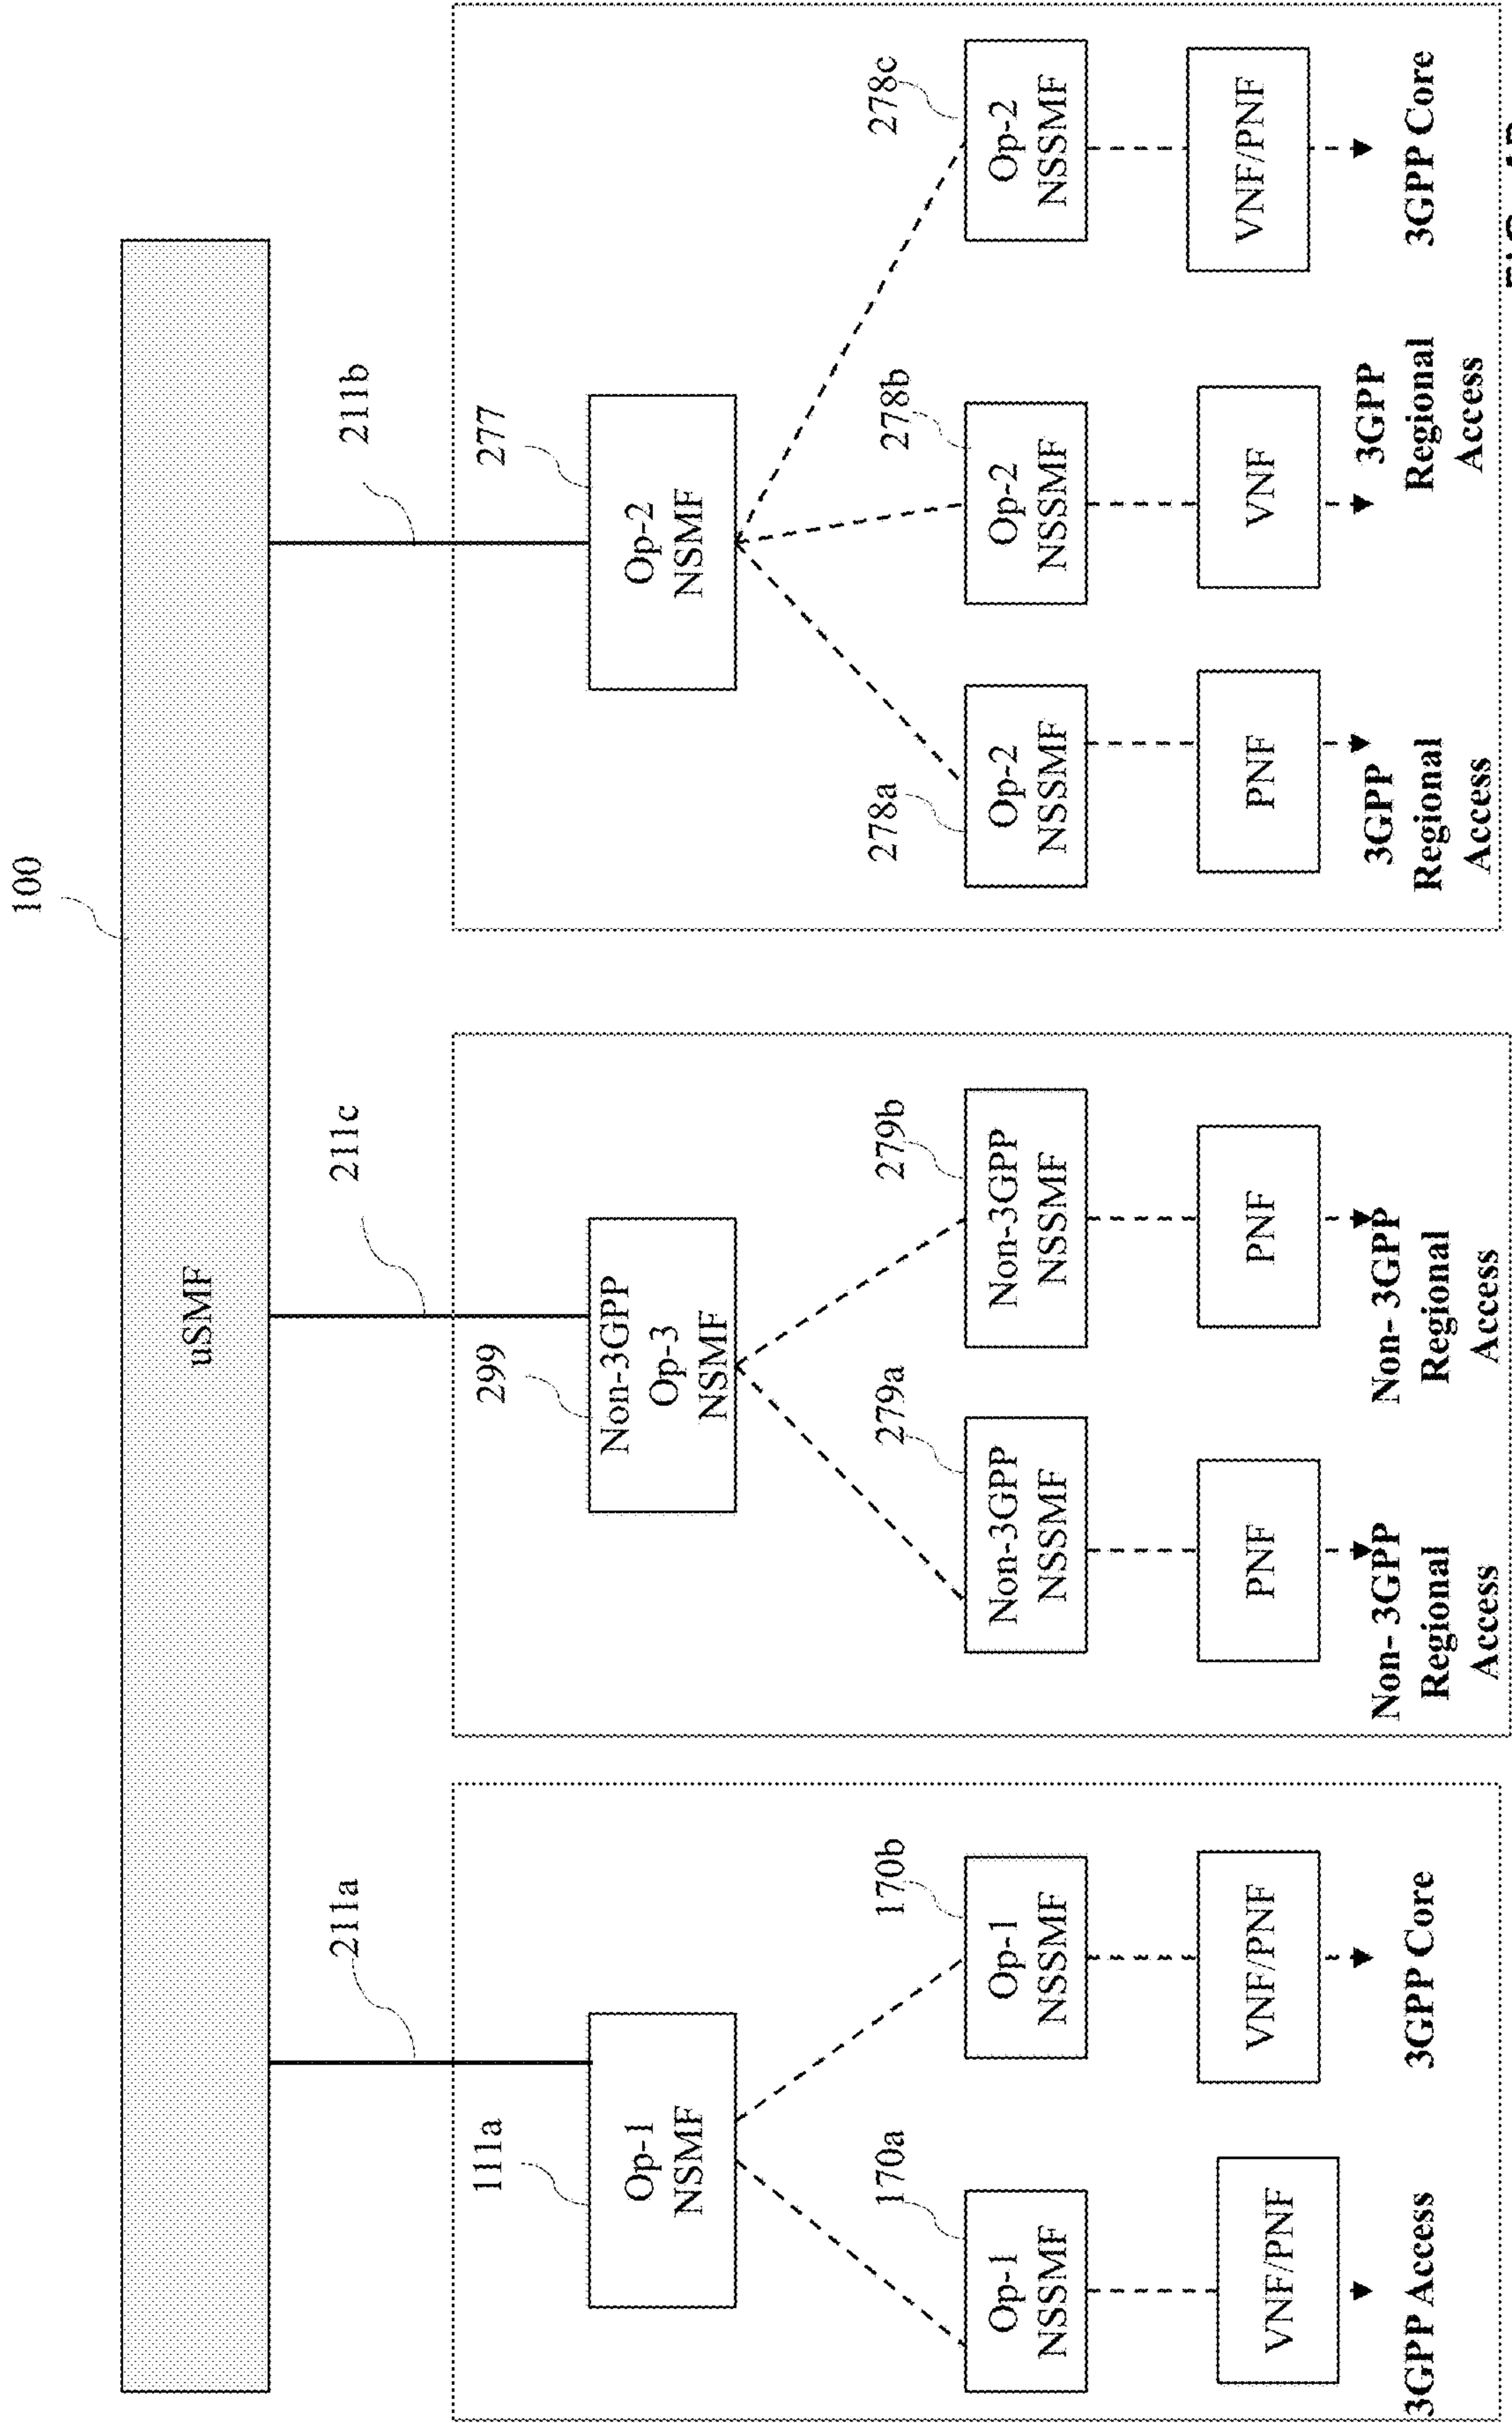 100
uSMF
211a
211c
211b
111a
Op-1
NSMF
299
Non-3GPP
Op-3
NSMF
277
Op-2
NSMF
170a
Op-1
NSSMF
170b
Op-1
NSSMF
279a
Non-3GPP
NSSMF
279b
Non-3GPP
NSSMF
278a
Op-2
NSSMF
278b
Op-2
NSSMF
278c
Op-2
NSSMF
VNF/PNF
VNF/PNF
PNF
PNF
PNF
VNF
VNF/PNF
3GPP Access
3GPP Core
Non- 3GPP
Regional
Access
Non- 3GPP
Regional
Access
3GPP
Regional
Access
3GPP
Regional
Access
3GPP Core